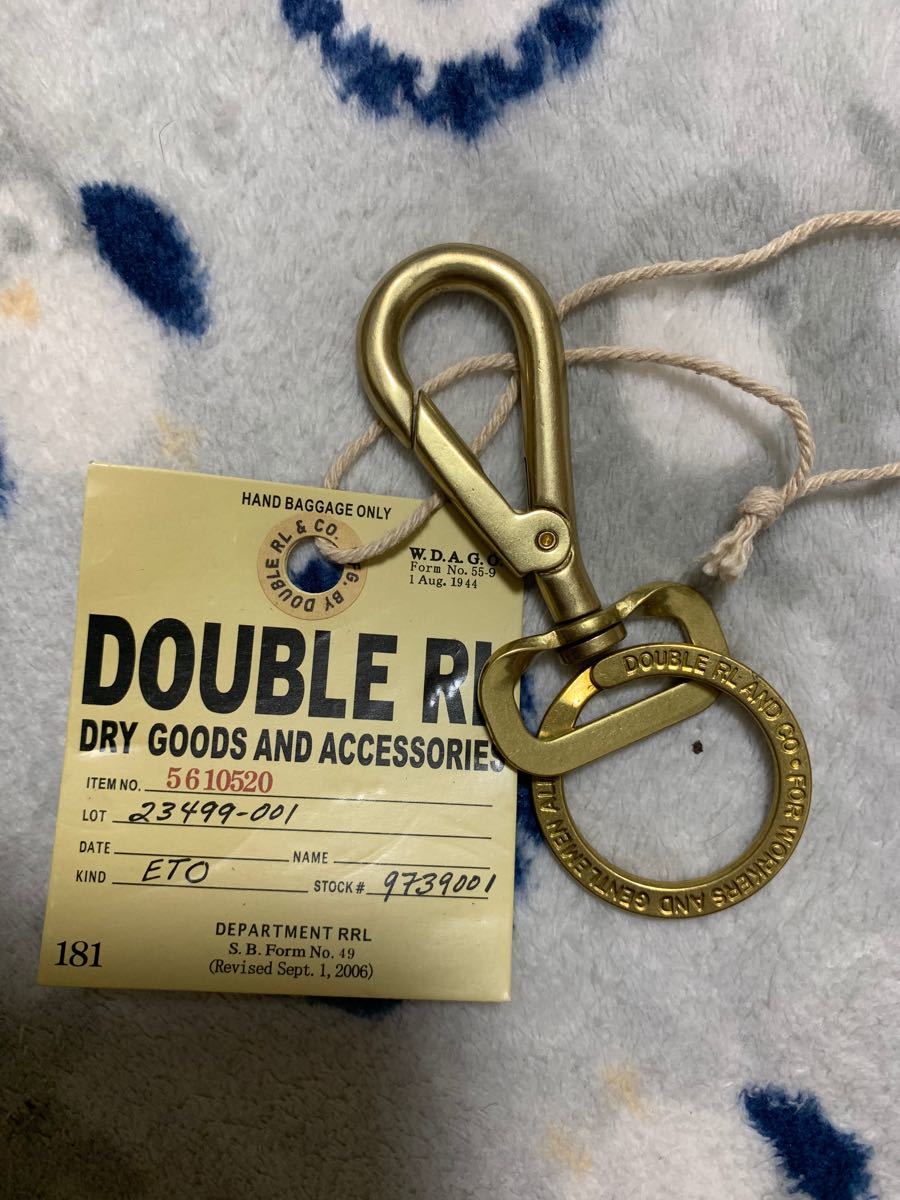 HAND BAGGAGE ONLY
RL & CO.
BY DOUBLE
W.D.A.G.O.
Form No. 55-9
1 Aug. 1944
DOUBLE RL
DRY GOODS AND ACCESSORIES
ITEM NO. 5610520
LOT 23499-001
DATE NAME
KIND ETO STOCK # 9739001
DEPARTMENT RRL
S. B. Form No. 49
(Revised Sept. 1, 2006)
181
DOUBLE RL AND CO • FOR WORKERS AND GENTLEMEN